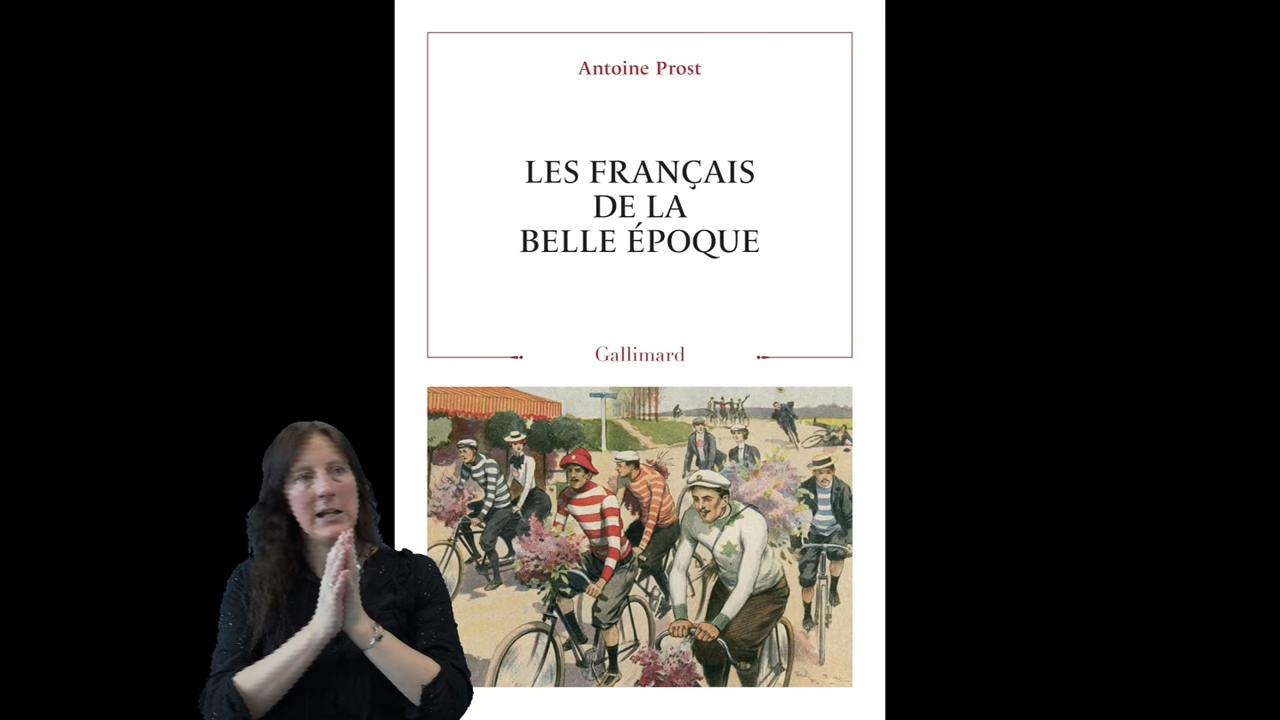 Antoine Prost
LES FRANÇAIS
DE LA
BELLE ÉPOQUE
Gallimard